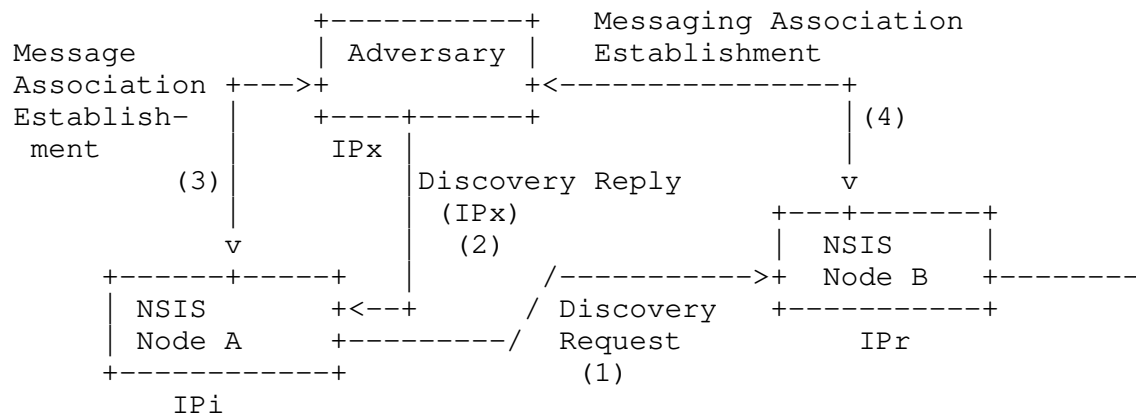 +-----------+ Messaging Association
Message | Adversary | Establishment
Association +--->+ +<----------------+
Establish- | +----+------+ |(4)
ment | IPx | |
(3)| |Discovery Reply v
| | (IPx) +---+-------+
v | (2) | NSIS |
+------+-----+ | /----------->+ Node B +--------
| NSIS +<--+ / Discovery +-----------+
| Node A +---------/ Request IPr
+------------+ (1)
IPi